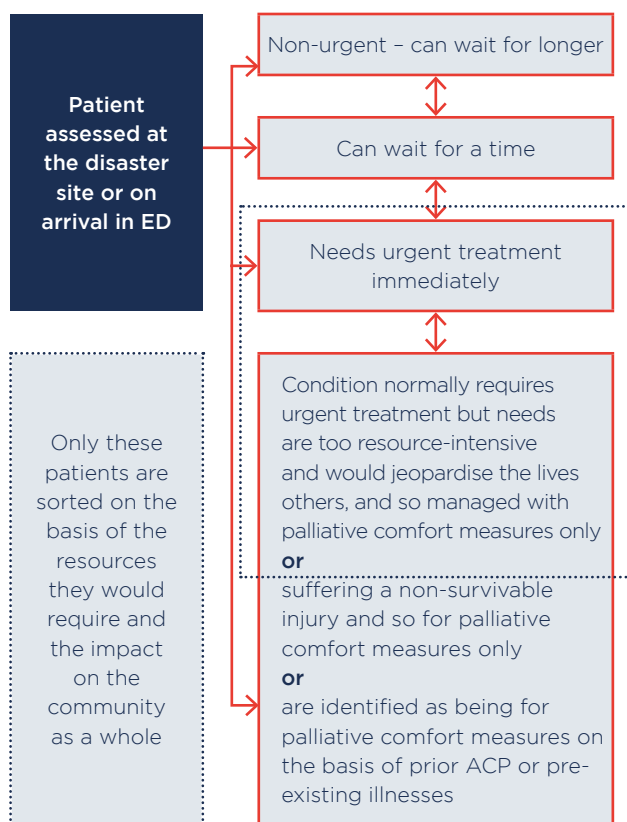 Patient
assessed at
the disaster
site or on
arrival in ED
Non-urgent – can wait for longer
Can wait for a time
Needs urgent treatment
immediately
Condition normally requires
urgent treatment but needs
are too resource-intensive
and would jeopardise the lives
others, and so managed with
palliative comfort measures only
or
suffering a non-survivable
injury and so for palliative
comfort measures only
or
are identified as being for
palliative comfort measures on
the basis of prior ACP or pre-
existing illnesses
Only these
patients are
sorted on the
basis of the
resources
they would
require and
the impact
on the
community
as a whole